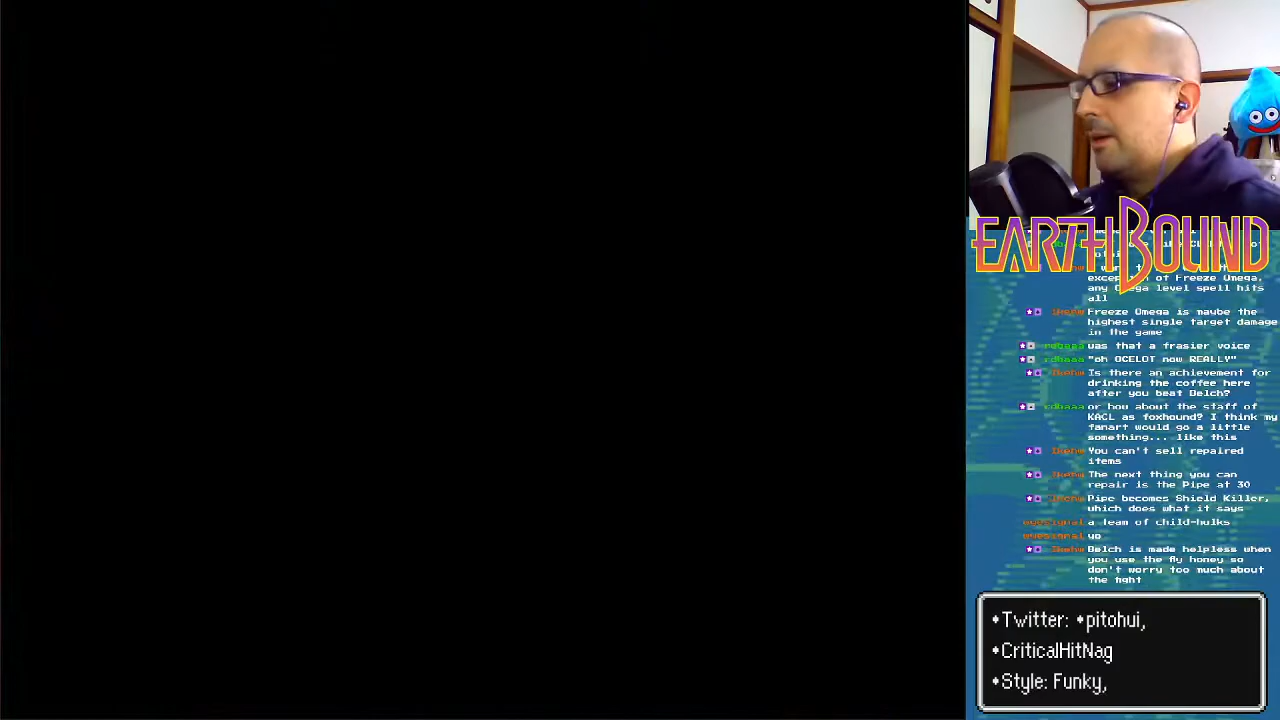 EARTHBOUND
exception of Freeze Omega,
any Omega level spell hits
all
Freeze Omega is maybe the
highest single target damage
in the game
was that a frasier voice
"oh OCELOT now REALLY"
Is there an achievement for
drinking the coffee here
after you beat Belch?
or how about the staff of
KACL as foxhound? I think my
fanart would go a little
something... like this
You can't sell repaired
items
The next thing you can
repair is the Pipe at 30
Pipe becomes Shield Killer,
which does what it says
wyesignal a team of child-hulks
wyesignal yo
Belch is made helpless when
you use the fly honey so
don't worry too much about
the fight
•Twitter: •pitohui,
•CriticalHitNag
•Style: Funky,